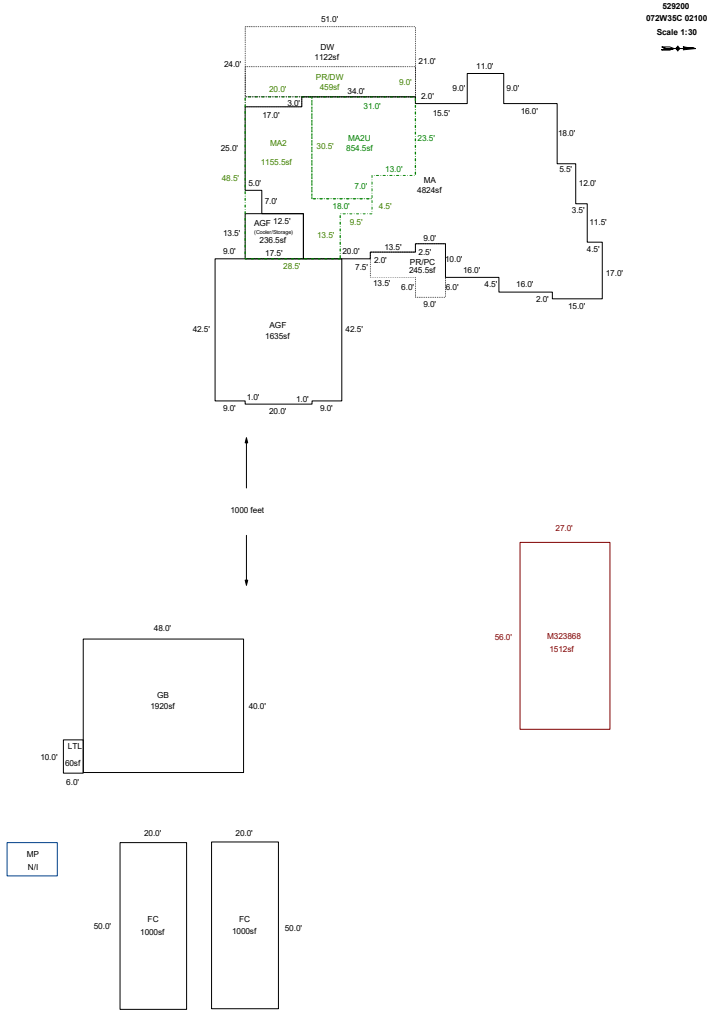 529200
072W35C 02100
Scale 1:30
51.0'
DW
1122sf
24.0'
21.0'
PR/DW
459sf
9.0'
20.0'
34.0'
3.0'
31.0'
2.0'
17.0'
15.5'
9.0'
11.0'
9.0'
16.0'
18.0'
25.0'
MA2
1155.5sf
30.5'
MA2U
854.5sf
23.5'
13.0'
MA
4824sf
5.5'
12.0'
48.5'
5.0'
7.0'
7.0'
18.0'
4.5'
9.5'
3.5'
11.5'
13.5'
12.5'
AGF
(Cooler/Storage)
236.5sf
17.5'
13.5'
4.5'
17.0'
9.0'
28.5'
20.0'
7.5'
2.0'
13.5'
9.0'
2.5'
10.0'
PR/PC
245.5sf
13.5'
6.0'
6.0'
9.0'
16.0'
4.5'
16.0'
2.0'
15.0'
42.5'
AGF
1635sf
42.5'
1.0'
1.0'
9.0'
20.0'
9.0'
1000 feet
27.0'
56.0'
M323868
1512sf
48.0'
GB
1920sf
40.0'
10.0'
LTL
60sf
6.0'
MP
N/I
20.0'
20.0'
50.0'
FC
1000sf
FC
1000sf
50.0'